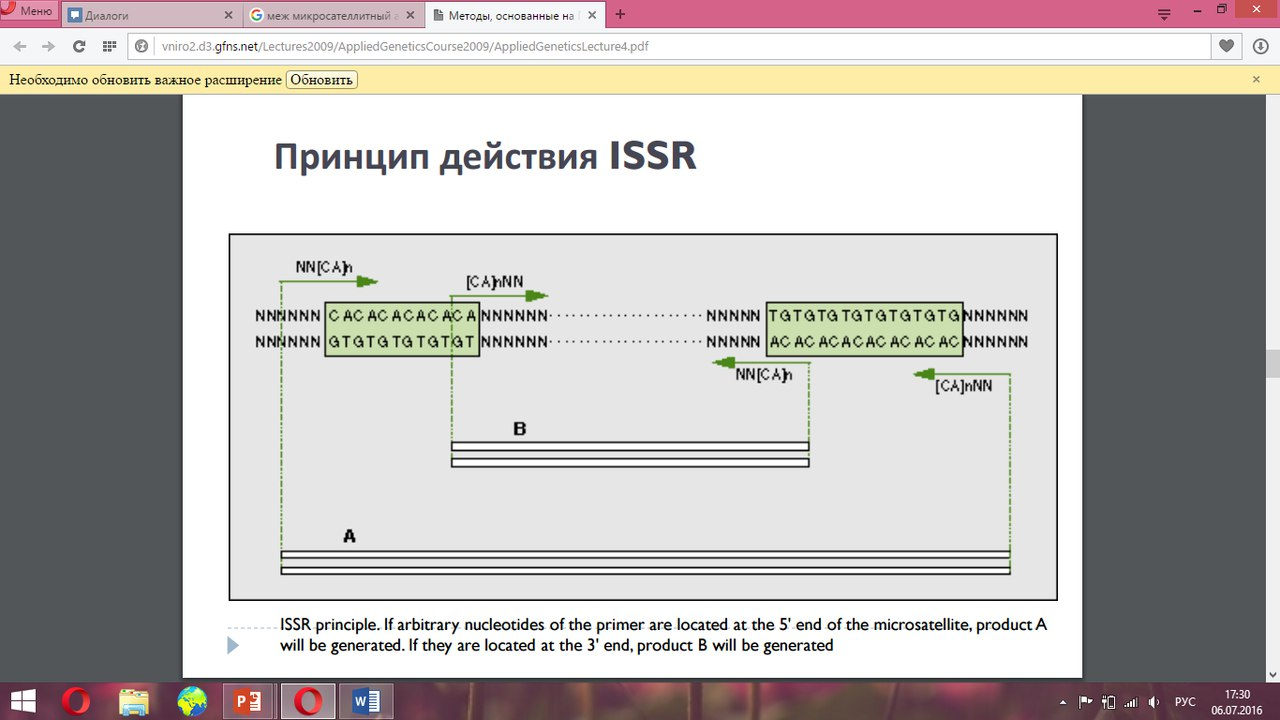 Меню
Диалоги
меж микросателлитный а
Методы, основанные на
vniro2.d3.gfns.net/Lectures2009/AppliedGeneticsCourse2009/AppliedGeneticsLecture4.pdf
Необходимо обновить важное расширение Обновить
Принцип действия ISSR
NN[CA]n
[CA]nNN
NNNNNN CACACACACACA NNNNNN NNNNN TGTGTGTGTGTGTGTG NNNNNN
NNNNNN GTGTGTGTGTGT NNNNNN NNNNN ACACACACACACACAC NNNNNN
NN[CA]n
[CA]nNN
B
A
ISSR principle. If arbitrary nucleotides of the primer are located at the 5' end of the microsatellite, product A
will be generated. If they are located at the 3' end, product B will be generated
РУС
17:30
06.07.2016